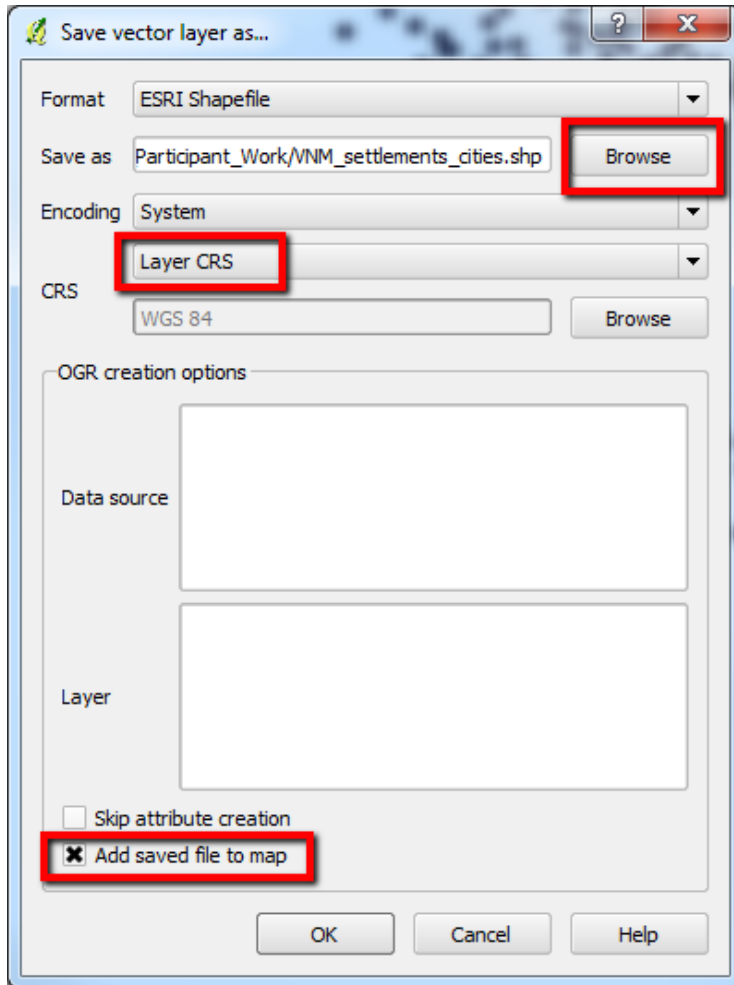 Save vector layer as...
Format ESRI Shapefile
Save as Participant_Work/VNM_settlements_cities.shp Browse
Encoding System
Layer CRS
CRS
WGS 84 Browse
OGR creation options
Data source
Layer
Skip attribute creation
Add saved file to map
OK Cancel Help